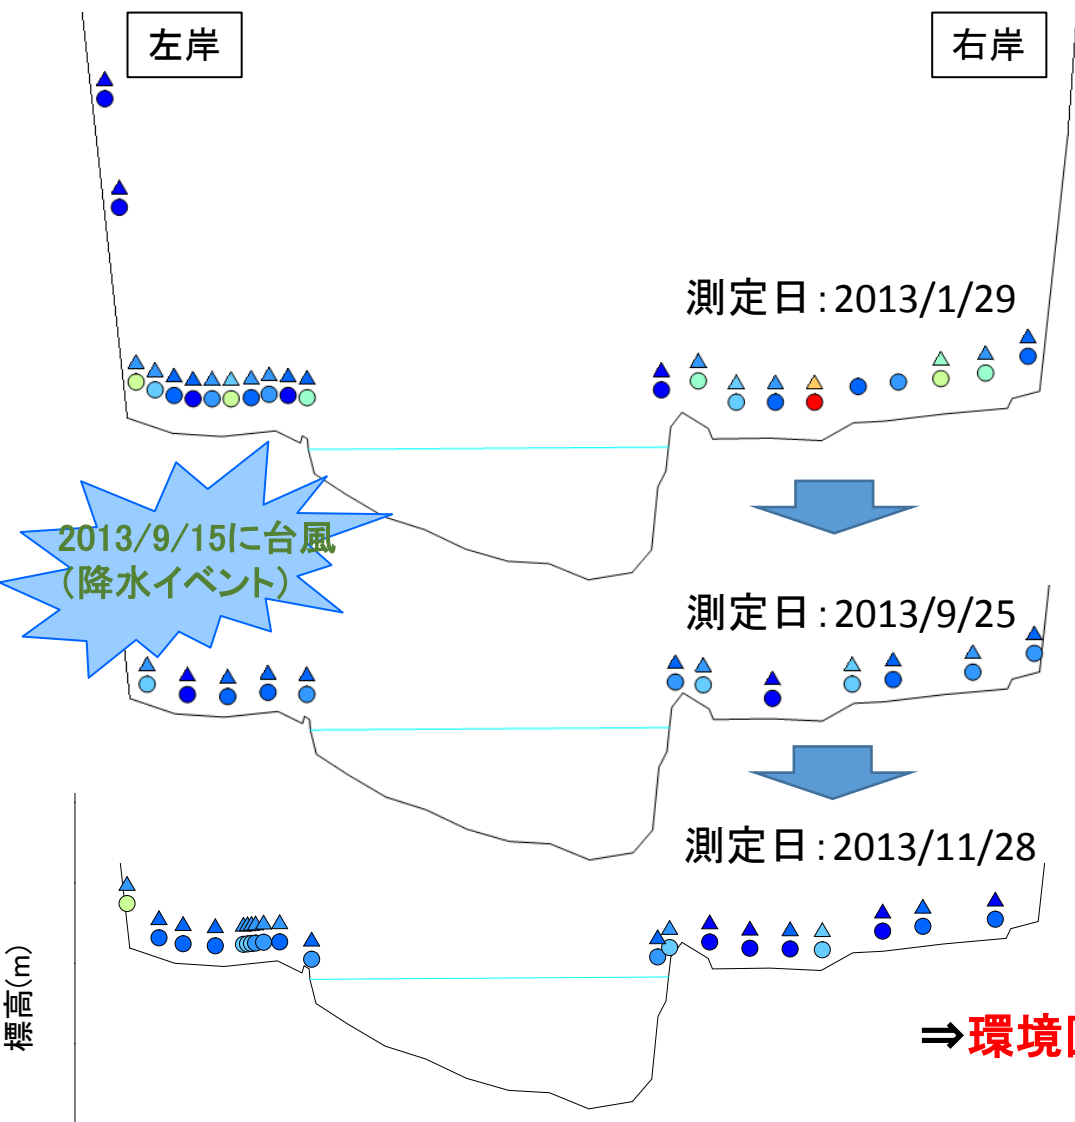 左岸
右岸
測定日：2013/1/29
2013/9/15に台風
（降水イベント）
測定日：2013/9/25
測定日：2013/11/28
標高(m)
⇒環境